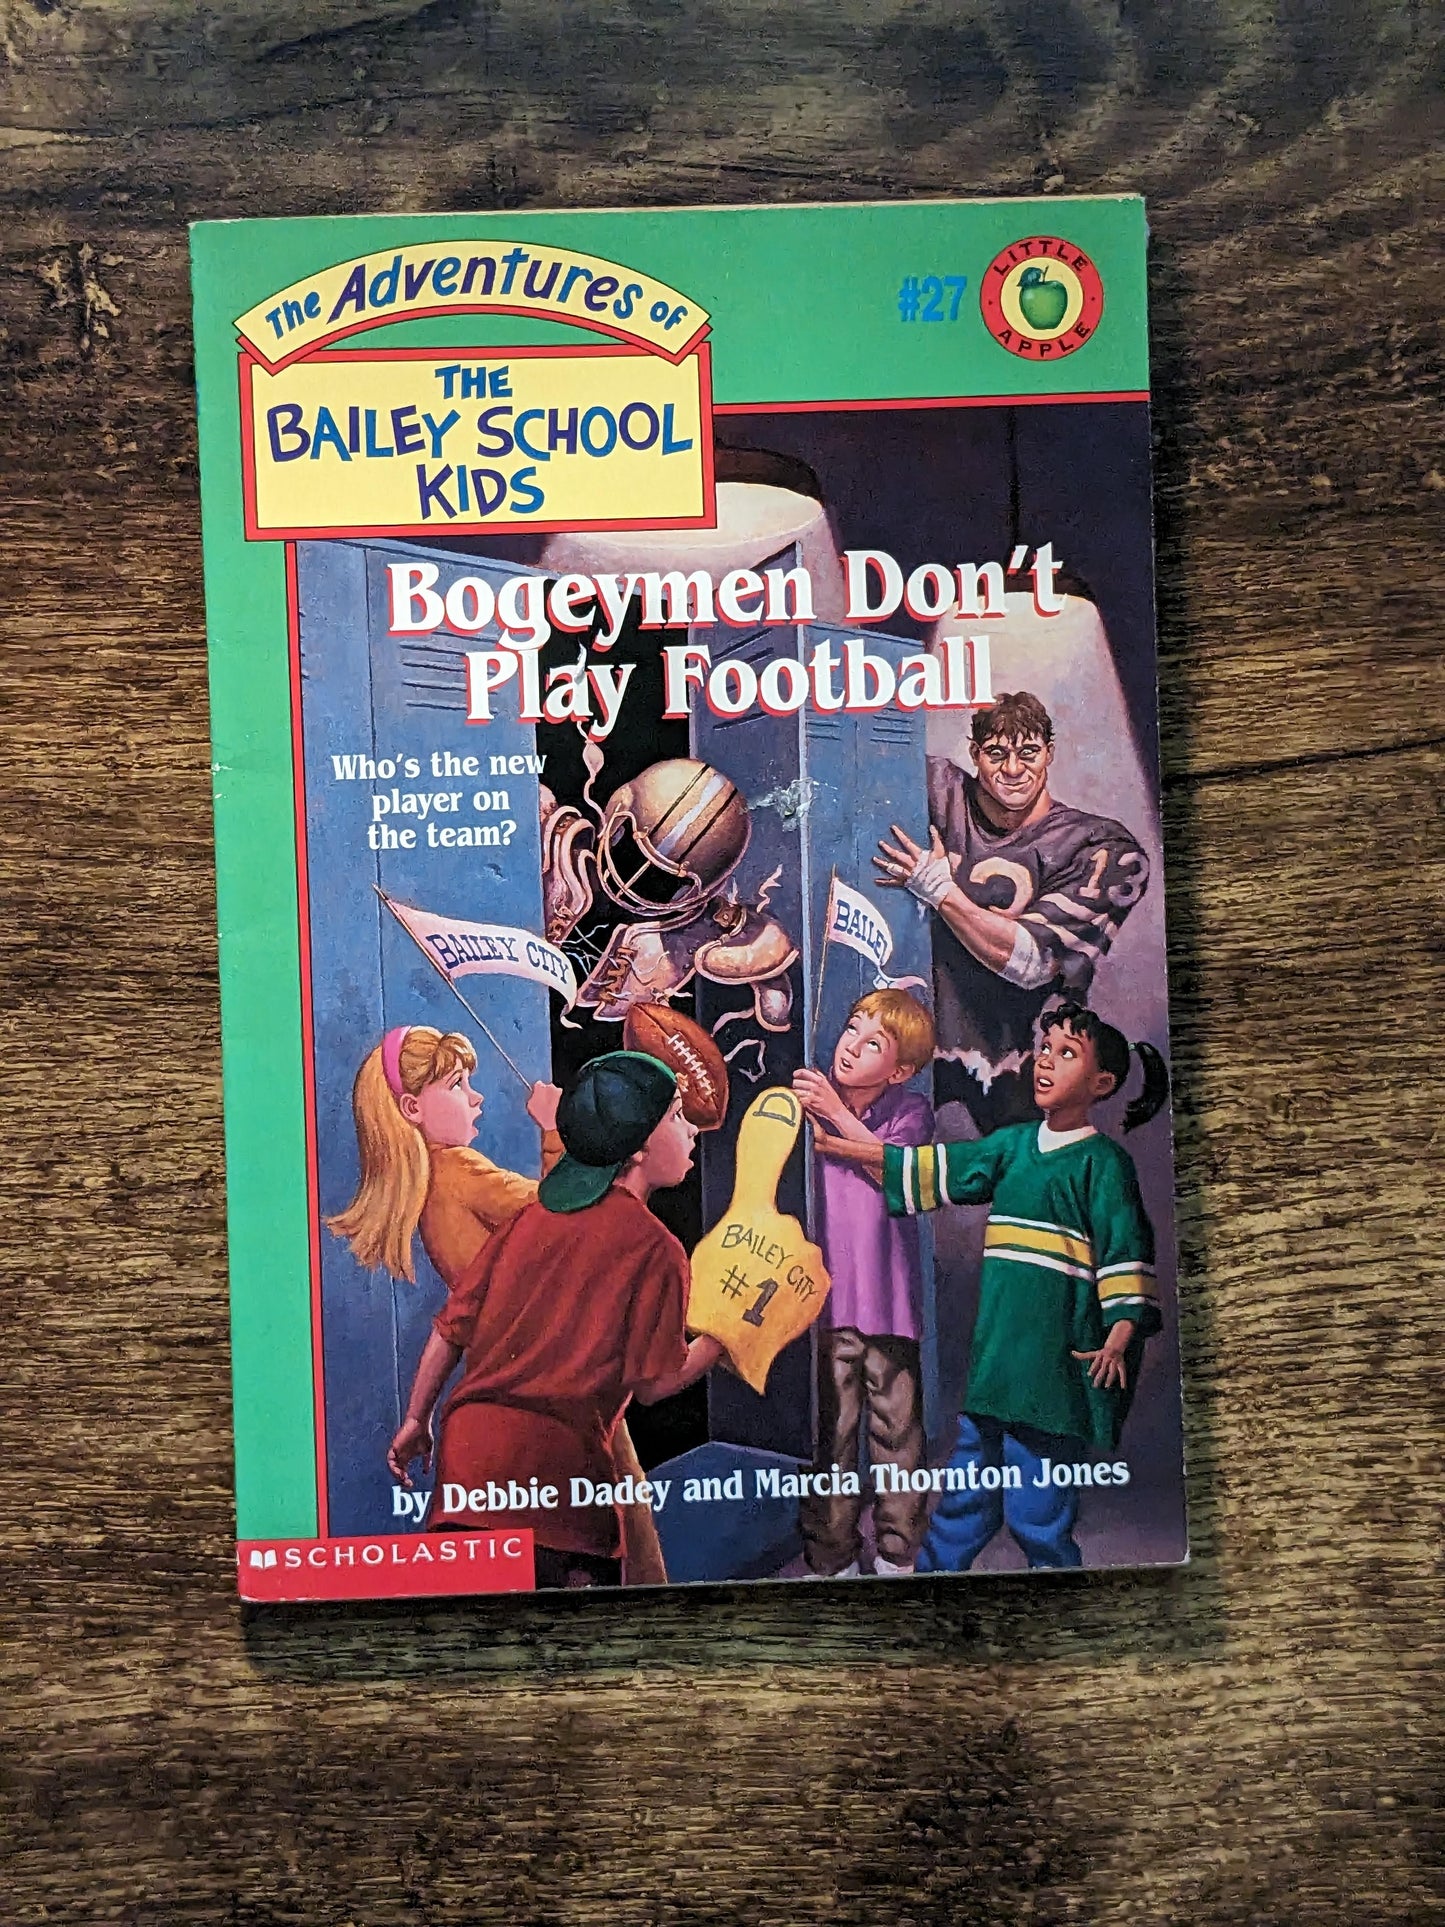 The Adventures of
THE
BAILEY SCHOOL
KIDS
#27
LITTLE
APPLE
Bogeymen Don't
Play Football
Who's the new
player on
the team?
BAILEY CITY
BAILEY
13
BAILEY CITY
#1
by Debbie Dadey and Marcia Thornton Jones
SCHOLASTIC